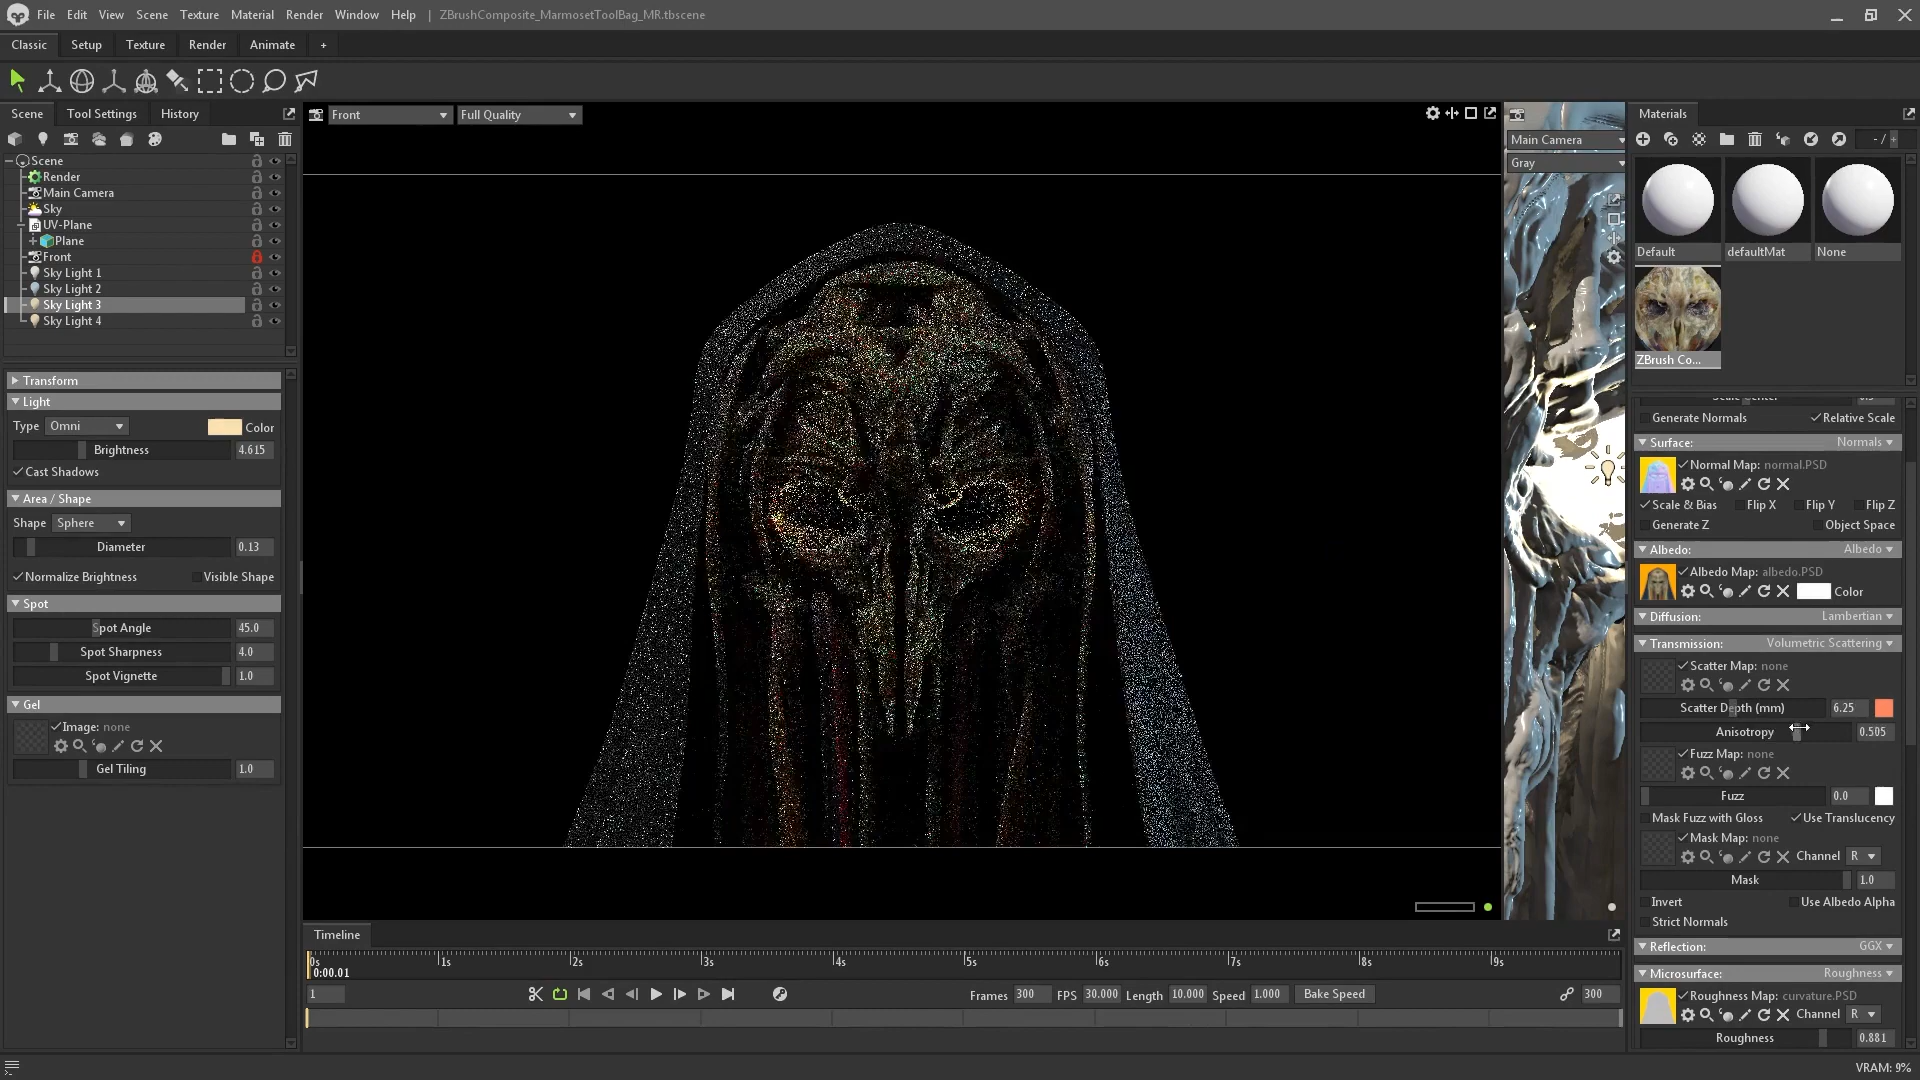 File Edit View Scene Texture Material Render Window Help | ZBrushComposite_MarmosetToolBag_MR.tbscene
Classic Setup Texture Render Animate +
Scene Tool Settings History
Front Full Quality
Scene
Render
Main Camera
Sky
UV-Plane
Plane
Front
Sky Light 1
Sky Light 2
Sky Light 3
Sky Light 4
Transform
Light
Type Omni Color
Brightness 4.615
Cast Shadows
Area / Shape
Shape Sphere
Diameter 0.13
Normalize Brightness Visible Shape
Spot
Spot Angle 45.0
Spot Sharpness 4.0
Spot Vignette 1.0
Gel
Image: none
Gel Tiling 1.0
Main Camera
Gray
Timeline
0s 1s 2s 3s 4s 5s 6s 7s 8s 9s
0:00.01
1 Frames 300 FPS 30.000 Length 10.000 Speed 1.000 Bake Speed 300
Materials
- /
Default defaultMat None
ZBrush Co...
Generate Normals Relative Scale
Surface: Normals
Normal Map: normal.PSD
Scale & Bias Flip X Flip Y Flip Z
Generate Z Object Space
Albedo: Albedo
Albedo Map: albedo.PSD
Color
Diffusion: Lambertian
Transmission: Volumetric Scattering
Scatter Map: none
Scatter Depth (mm) 6.25
Anisotropy 0.505
Fuzz Map: none
Fuzz 0.0
Mask Fuzz with Gloss Use Translucency
Mask Map: none
Channel R
Mask 1.0
Invert Use Albedo Alpha
Strict Normals
Reflection: GGX
Microsurface: Roughness
Roughness Map: curvature.PSD
Channel R
Roughness 0.881
VRAM: 9%